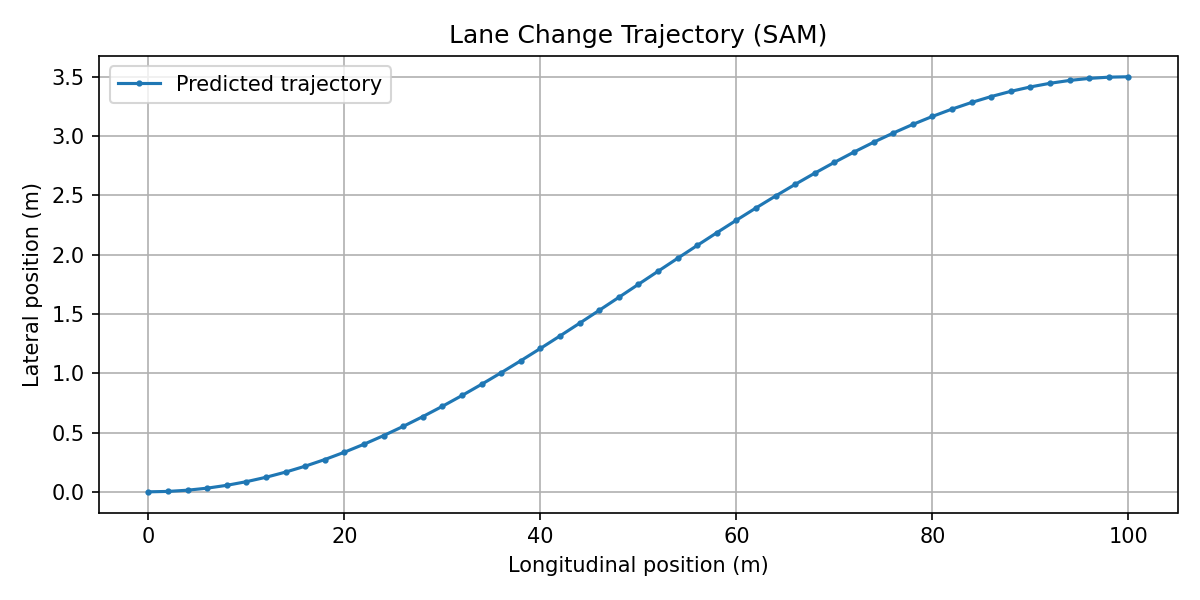 Lane Change Trajectory (SAM)
Predicted trajectory
3.5
3.0
2.5
2.0
1.5
1.0
0.5
0.0
Lateral position (m)
0 20 40 60 80 100
Longitudinal position (m)